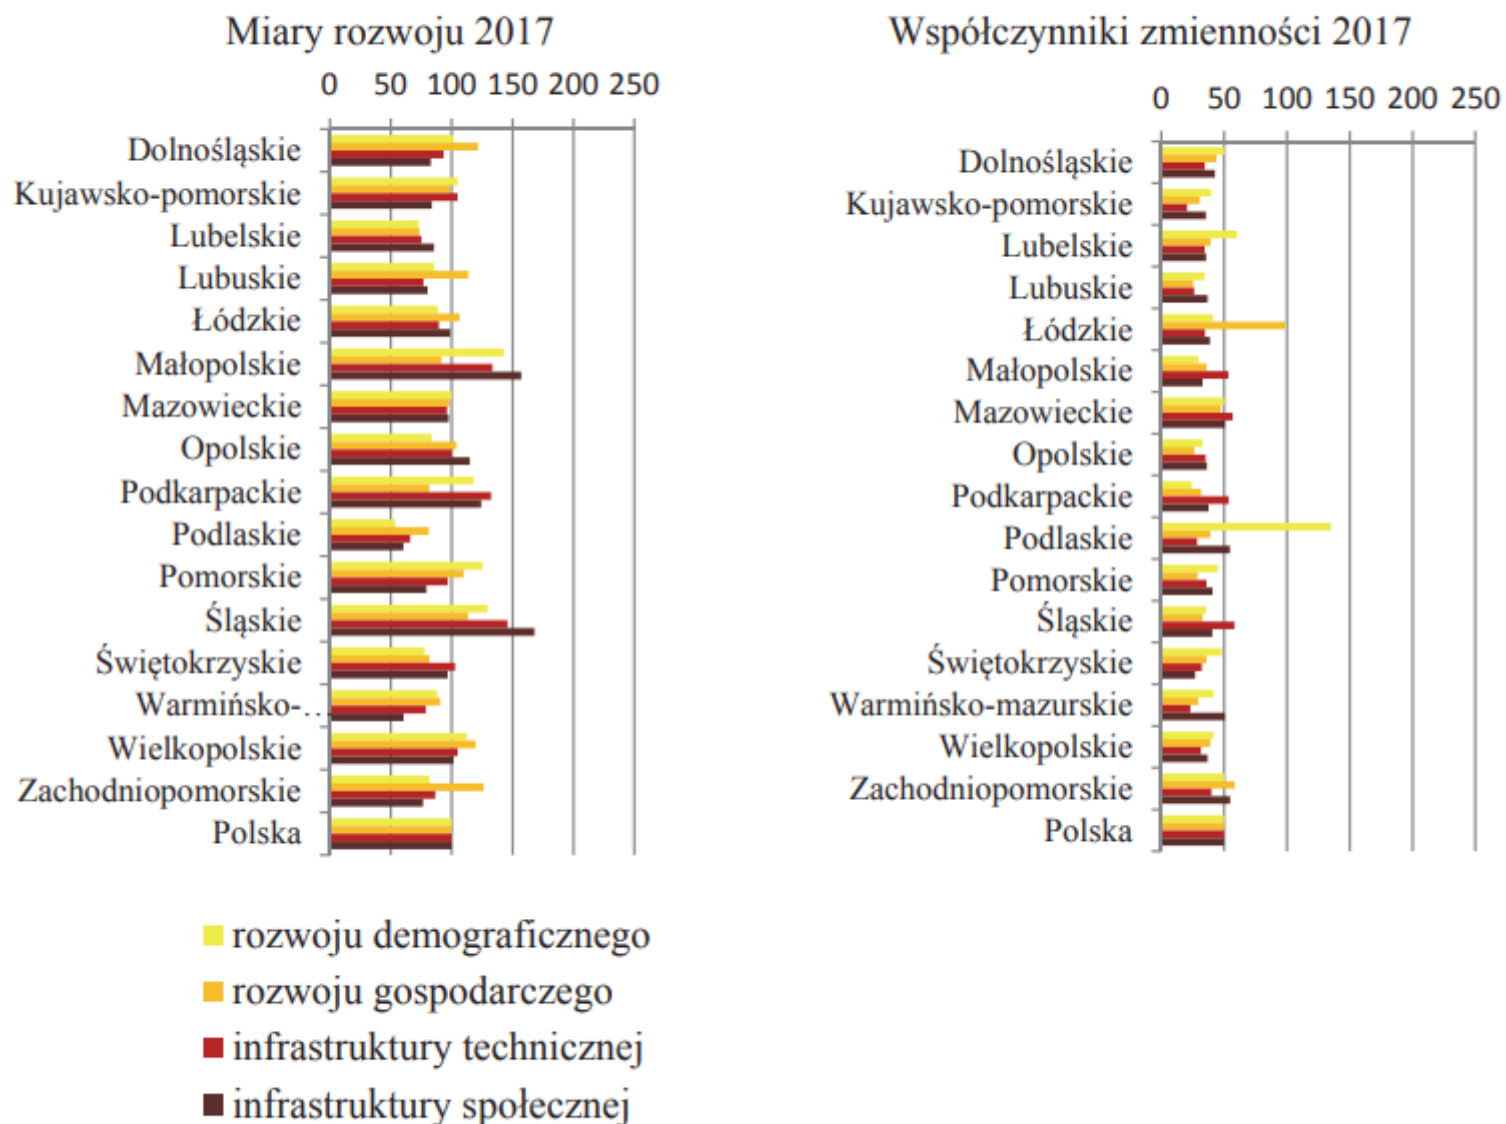 Miary rozwoju 2017
0 50 100 150 200 250
Dolnośląskie
Kujawsko-pomorskie
Lubelskie
Lubuskie
Łódzkie
Małopolskie
Mazowieckie
Opolskie
Podkarpackie
Podlaskie
Pomorskie
Śląskie
Świętokrzyskie
Warmińsko-…
Wielkopolskie
Zachodniopomorskie
Polska
Współczynniki zmienności 2017
0 50 100 150 200 250
Dolnośląskie
Kujawsko-pomorskie
Lubelskie
Lubuskie
Łódzkie
Małopolskie
Mazowieckie
Opolskie
Podkarpackie
Podlaskie
Pomorskie
Śląskie
Świętokrzyskie
Warmińsko-mazurskie
Wielkopolskie
Zachodniopomorskie
Polska
rozwoju demograficznego
rozwoju gospodarczego
infrastruktury technicznej
infrastruktury społecznej